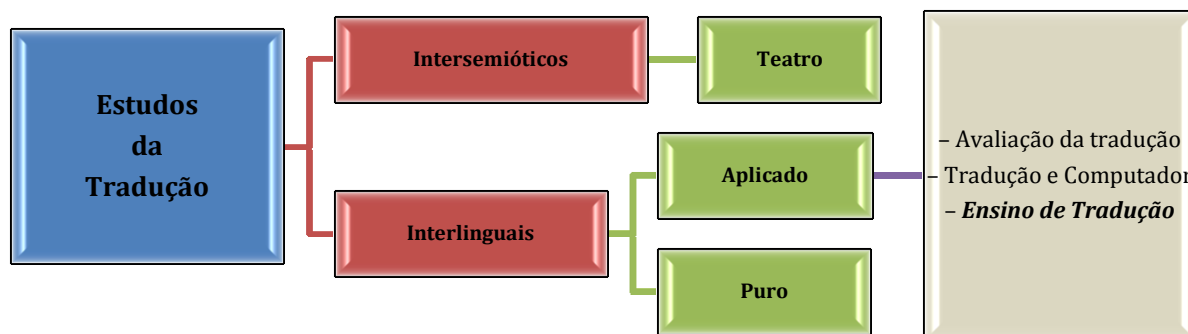 Estudos
da
Tradução
Intersemióticos
Teatro
Interlinguais
Aplicado
Puro
– Avaliação da tradução
– Tradução e Computador
– Ensino de Tradução